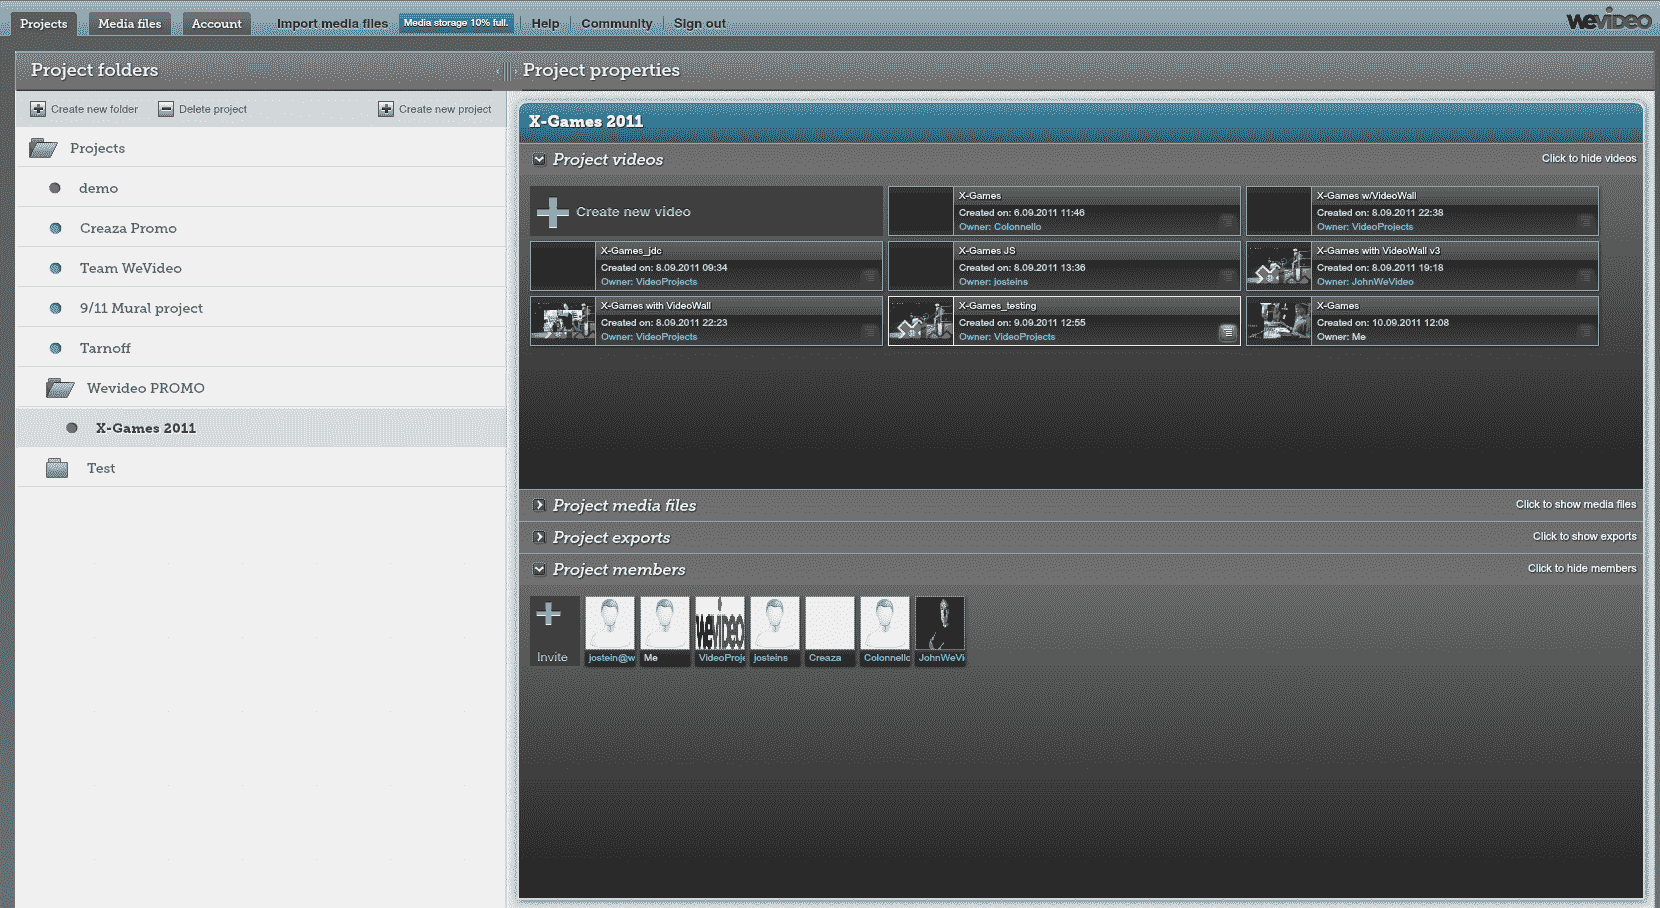 Projects
Media files
Account
Import media files
Media storage 10% full.
Help
Community
Sign out
wevideo
Project folders
Project properties
Create new folder
Delete project
Create new project
Projects
demo
Creaza Promo
Team WeVideo
9/11 Mural project
Tarnoff
Wevideo PROMO
X-Games 2011
Test
X-Games 2011
Project videos
Click to hide videos
Create new video
X-Games
Created on: 6.09.2011 11:46
Owner: Colonnello
X-Games w/VideoWall
Created on: 8.09.2011 22:38
Owner: VideoProjects
X-Games_jdc
Created on: 8.09.2011 09:34
Owner: VideoProjects
X-Games JS
Created on: 8.09.2011 13:36
Owner: josteins
X-Games with VideoWall v3
Created on: 8.09.2011 19:18
Owner: JohnWeVideo
X-Games with VideoWall
Created on: 8.09.2011 22:23
Owner: VideoProjects
X-Games_testing
Created on: 9.09.2011 12:55
Owner: VideoProjects
X-Games
Created on: 10.09.2011 12:08
Owner: Me
Project media files
Click to show media files
Project exports
Click to show exports
Project members
Click to hide members
wevideo
Invite
jostein@w
Me
VideoProje
josteins
Creaza
Colonnello
JohnWeVi